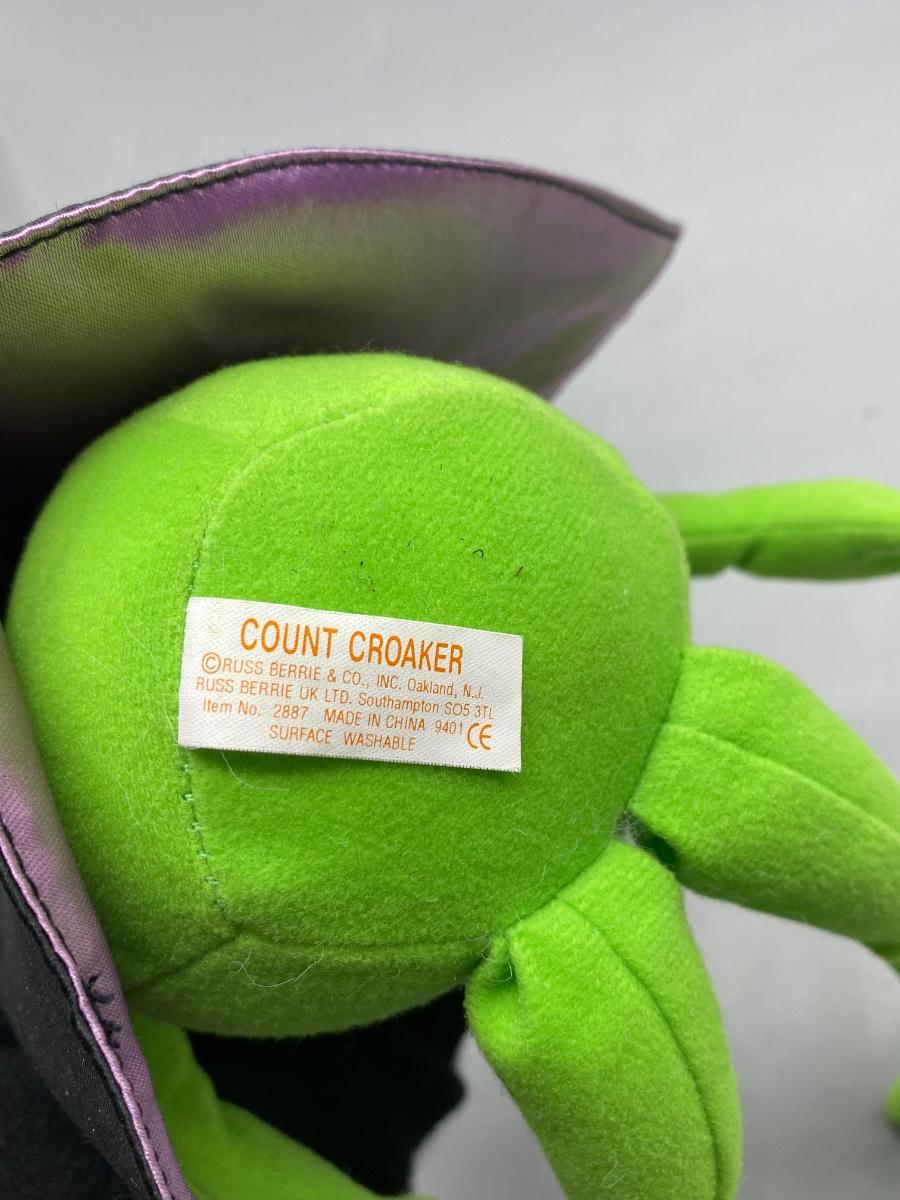 COUNT CROAKER
©RUSS BERRIE & CO., INC. Oakland, N.J.
RUSS BERRIE UK LTD. Southampton SO5 3TL
Item No. 2887 MADE IN CHINA 9401 CE
SURFACE WASHABLE